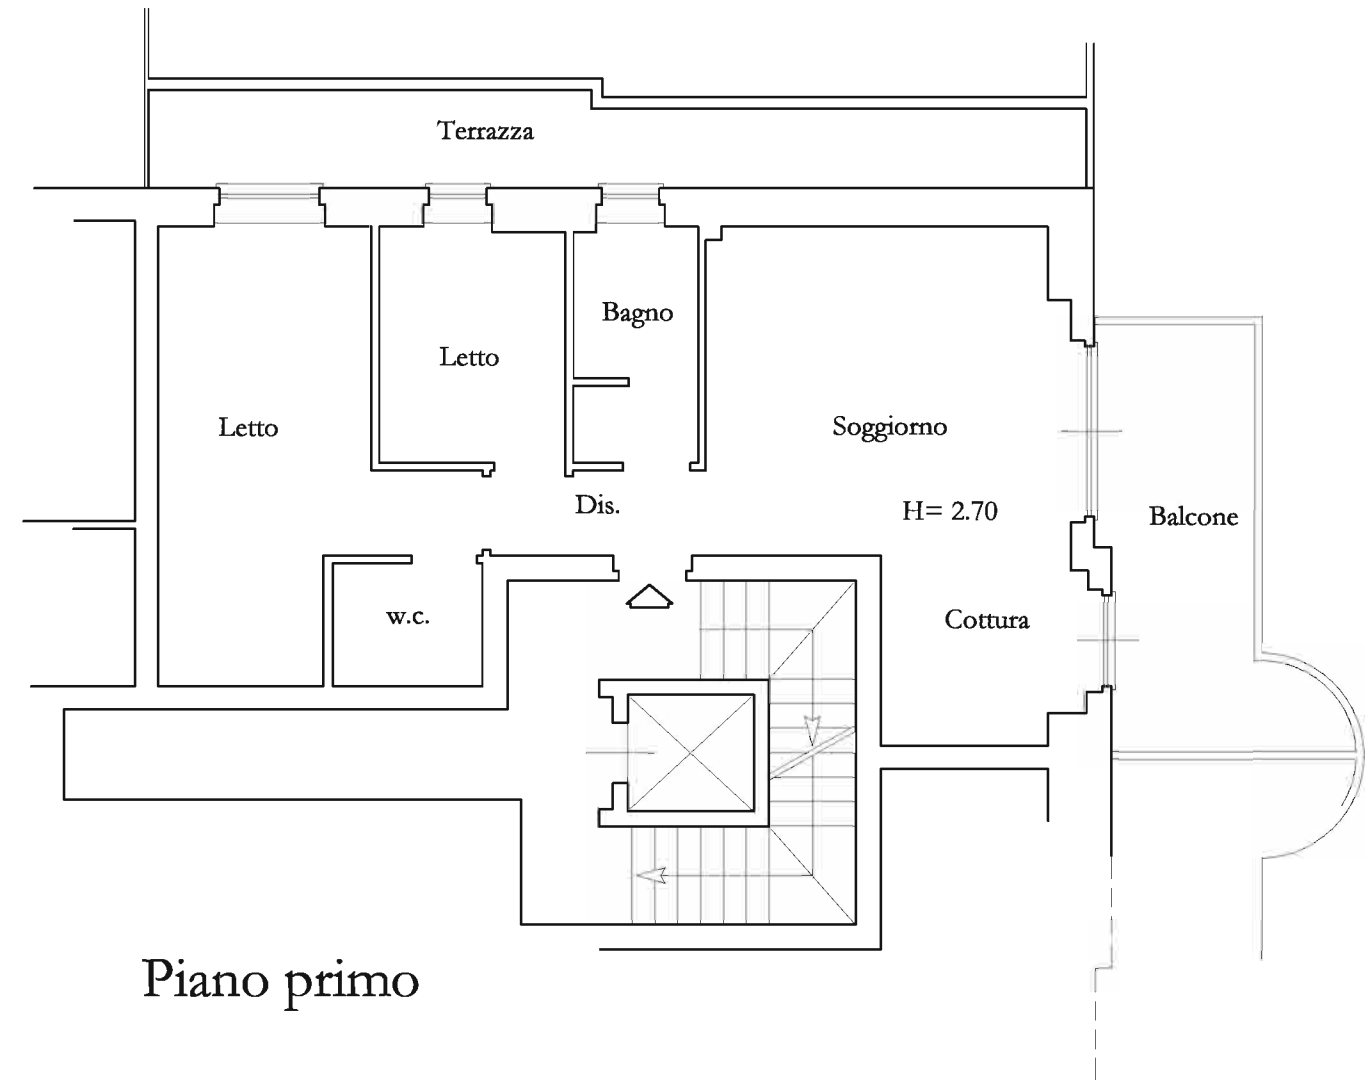 Terrazza
Bagno
Letto
Letto
Soggiorno
Dis.
H= 2.70
Balcone
w.c.
Cottura
Piano primo